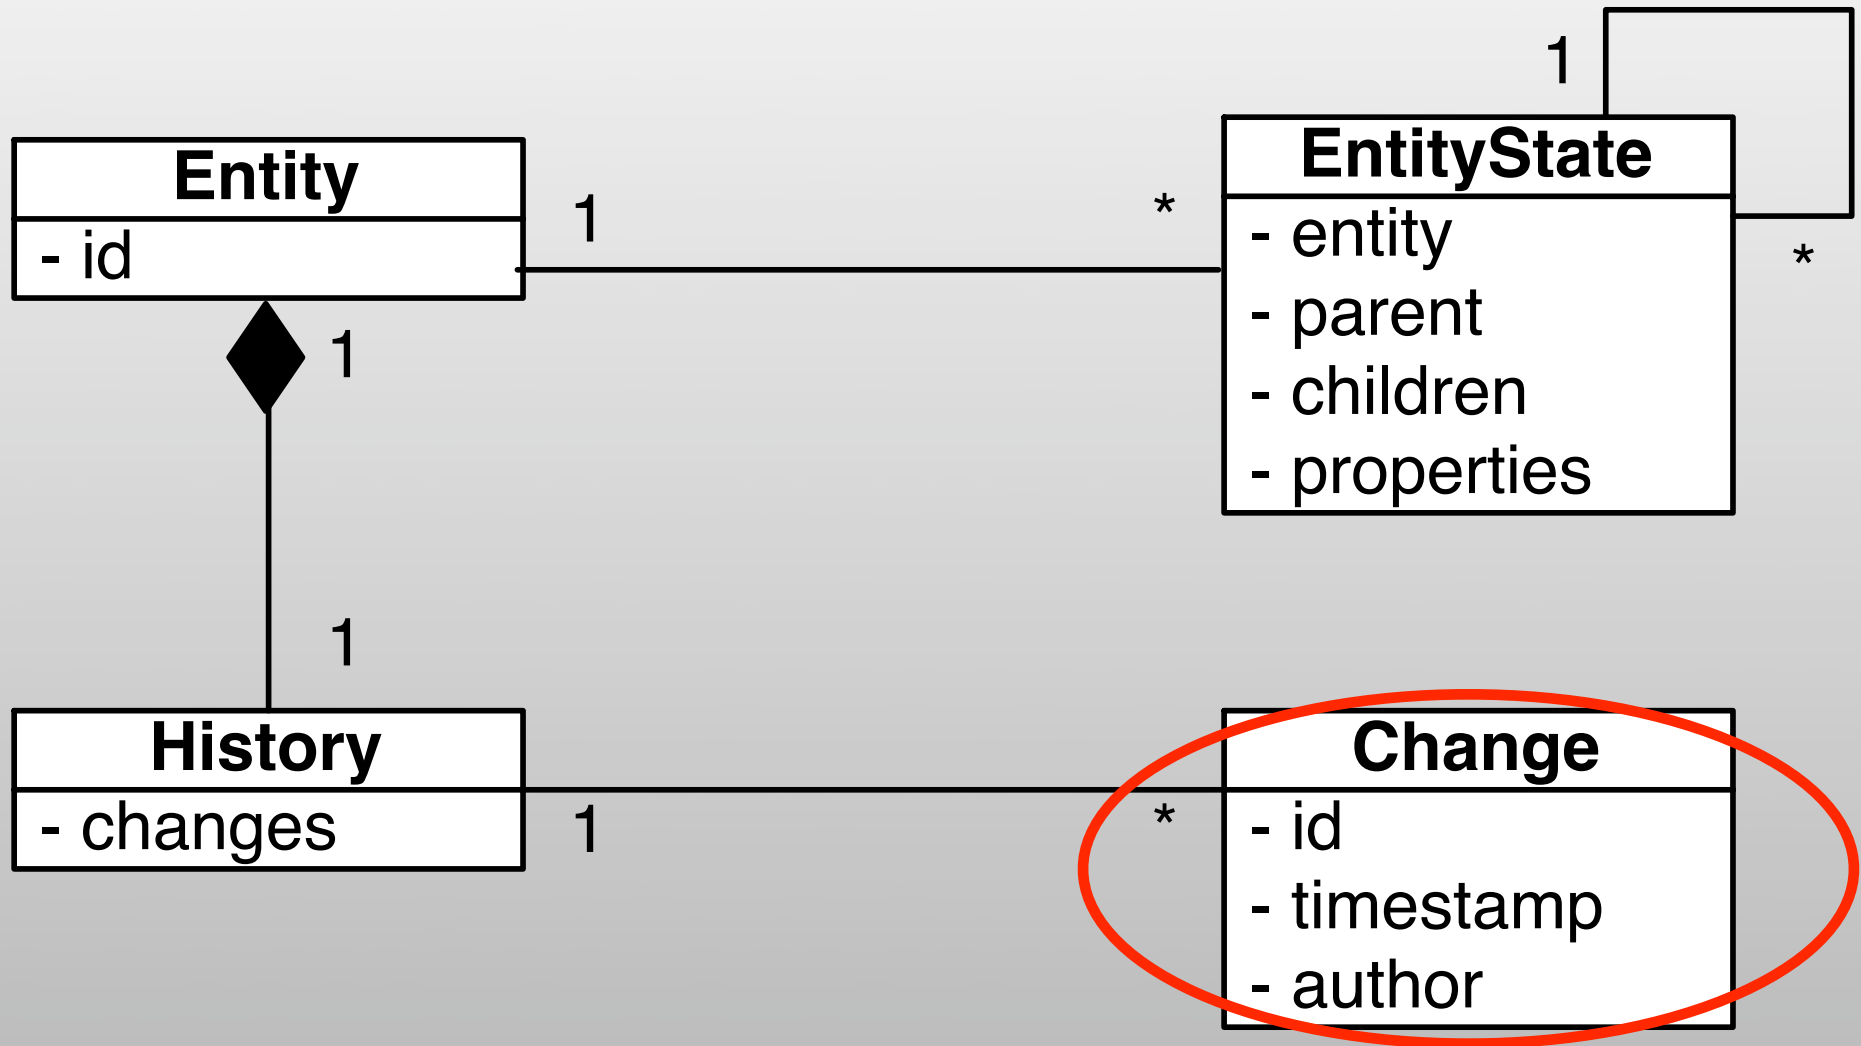 Entity
- id
1
*
1
EntityState
- entity
- parent
- children
- properties
*
1
1
History
- changes
1
*
Change
- id
- timestamp
- author